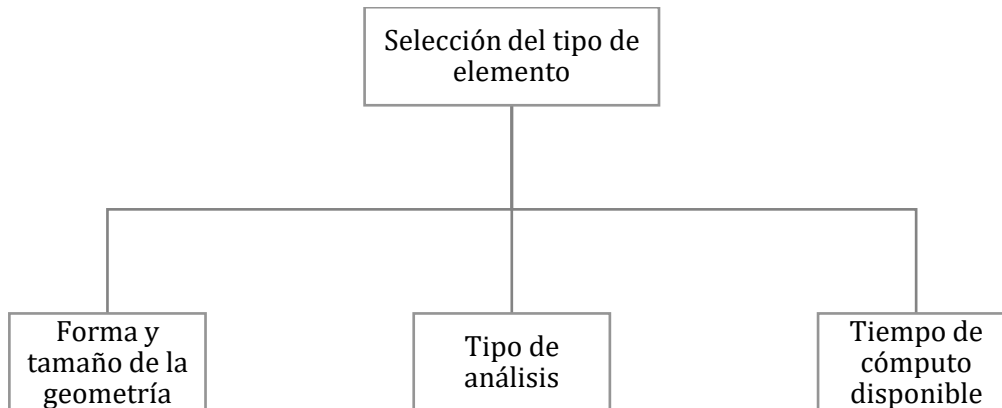 Selección del tipo de
elemento
Forma y
tamaño de la
geometría
Tipo de
análisis
Tiempo de
cómputo
disponible